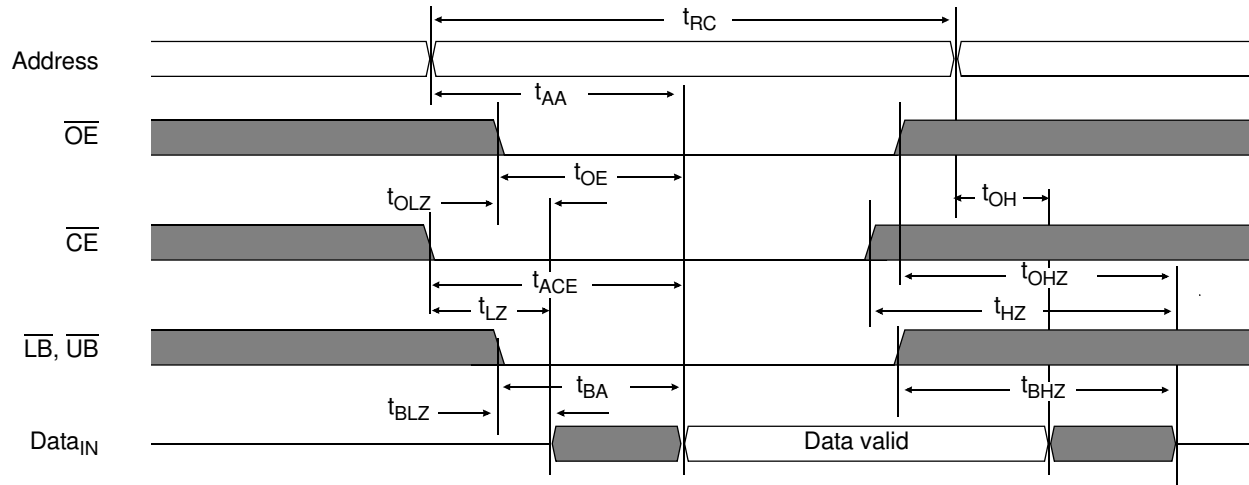 tRC
Address
tAA
OE
tOE
tOLZ
tOH
CE
tOHZ
tACE
tLZ
tHZ
LB, UB
tBA
tBHZ
tBLZ
DataIN
Data valid